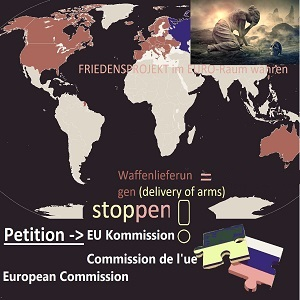 FRIEDENSPROJEKT im EURO-Raum wahren
Waffenlieferun
gen (delivery of arms)
stoppen
Petition -> EU Kommission
Commission de l'ue
European Commission